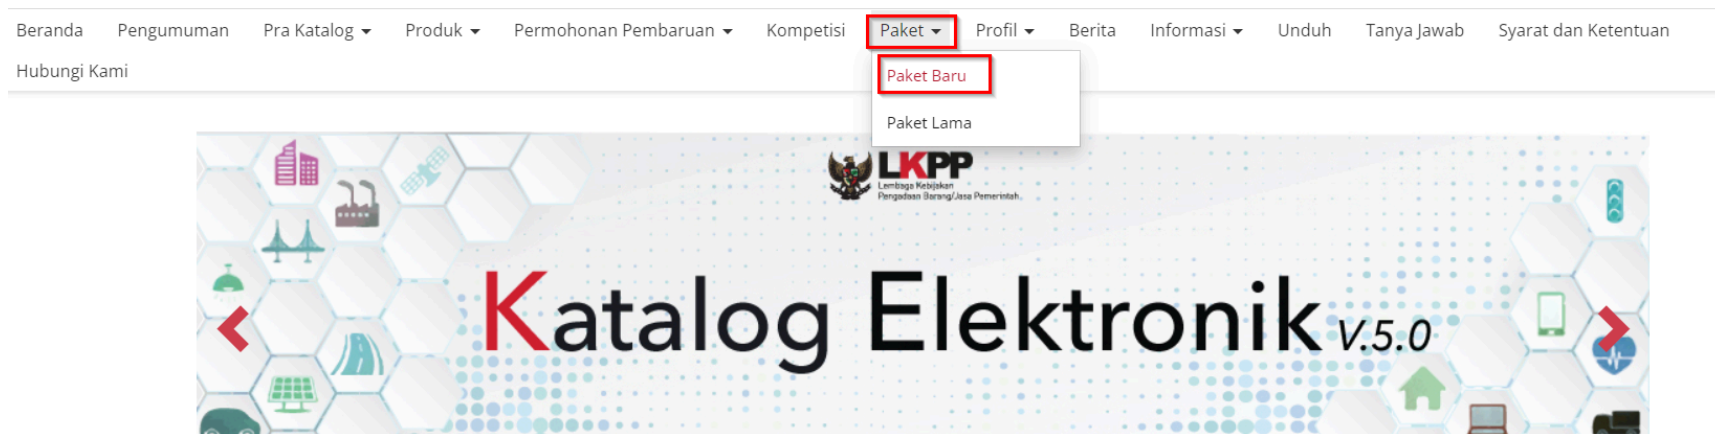 Beranda Pengumuman Pra Katalog Produk Permohonan Pembaruan Kompetisi Paket Profil Berita Informasi Unduh Tanya Jawab Syarat dan Ketentuan
Hubungi Kami
Paket Baru
Paket Lama
LKPP
Lembaga Kebijakan
Pengadaan Barang/Jasa Pemerintah
Katalog Elektronik V.5.0